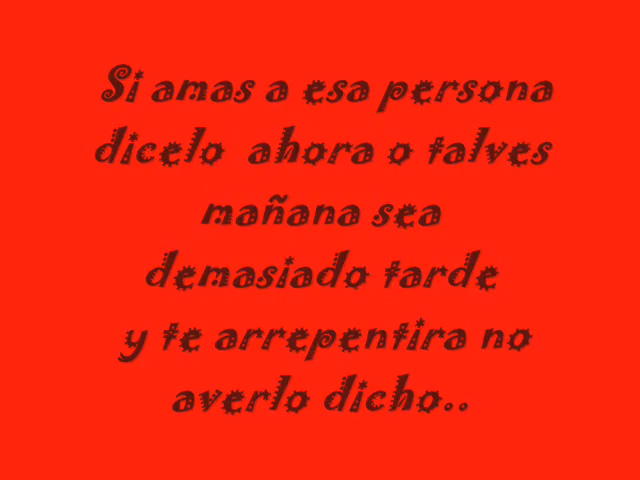 Si amas a esa persona
dicelo ahora o talves
mañana sea
demasiado tarde
y te arrepentira no
averlo dicho..